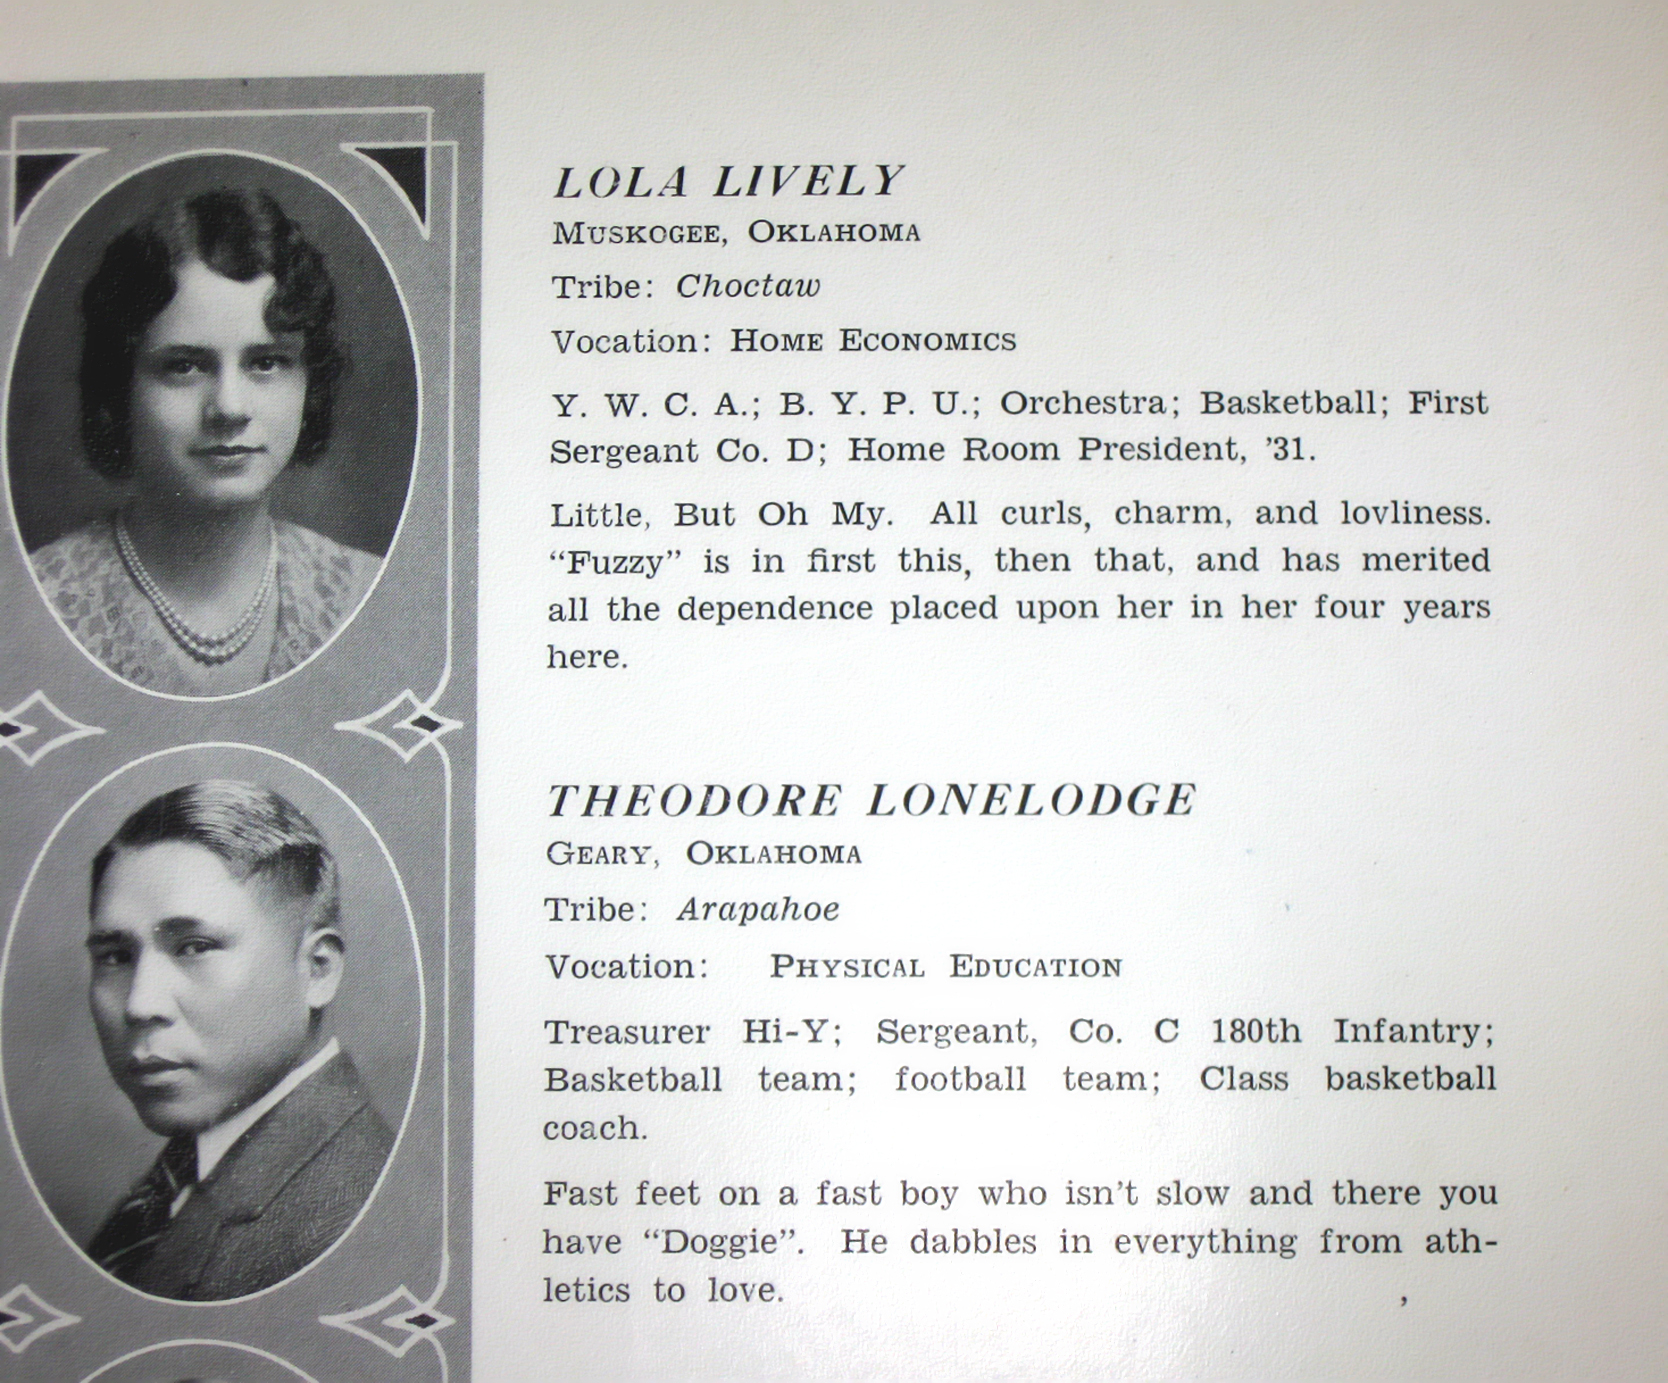 LOLA LIVELY
MUSKOGEE, OKLAHOMA
Tribe: Choctaw
Vocation: HOME ECONOMICS
Y. W. C. A.; B. Y. P. U.; Orchestra; Basketball; First
Sergeant Co. D; Home Room President, ’31.
Little, But Oh My. All curls, charm, and lovliness.
“Fuzzy” is in first this, then that, and has merited
all the dependence placed upon her in her four years
here.
THEODORE LONELODGE
GEARY, OKLAHOMA
Tribe: Arapahoe
Vocation: PHYSICAL EDUCATION
Treasurer Hi-Y; Sergeant, Co. C 180th Infantry;
Basketball team; football team; Class basketball
coach.
Fast feet on a fast boy who isn’t slow and there you
have “Doggie”. He dabbles in everything from ath-
letics to love.